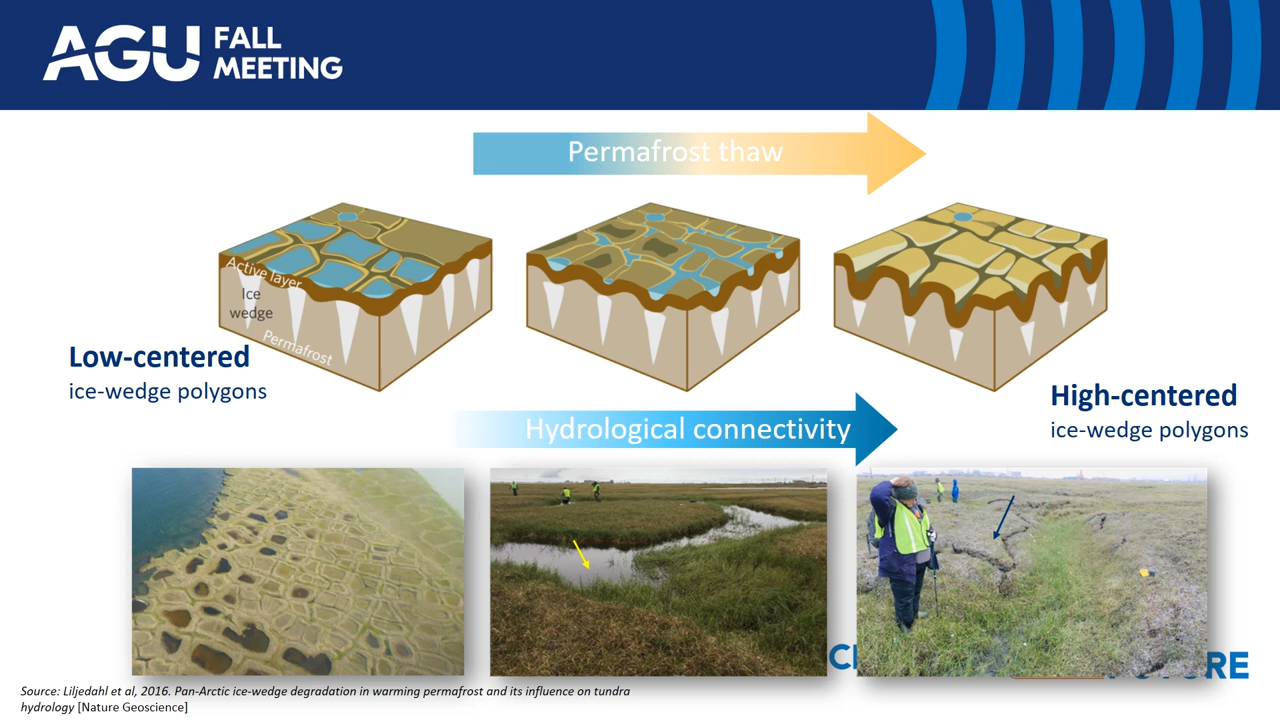 AGU FALL
MEETING
Permafrost thaw
Active layer
Ice
wedge
Permafrost
Low-centered
ice-wedge polygons
High-centered
ice-wedge polygons
Hydrological connectivity
Source: Liljedahl et al, 2016. Pan-Arctic ice-wedge degradation in warming permafrost and its influence on tundra
hydrology [Nature Geoscience]